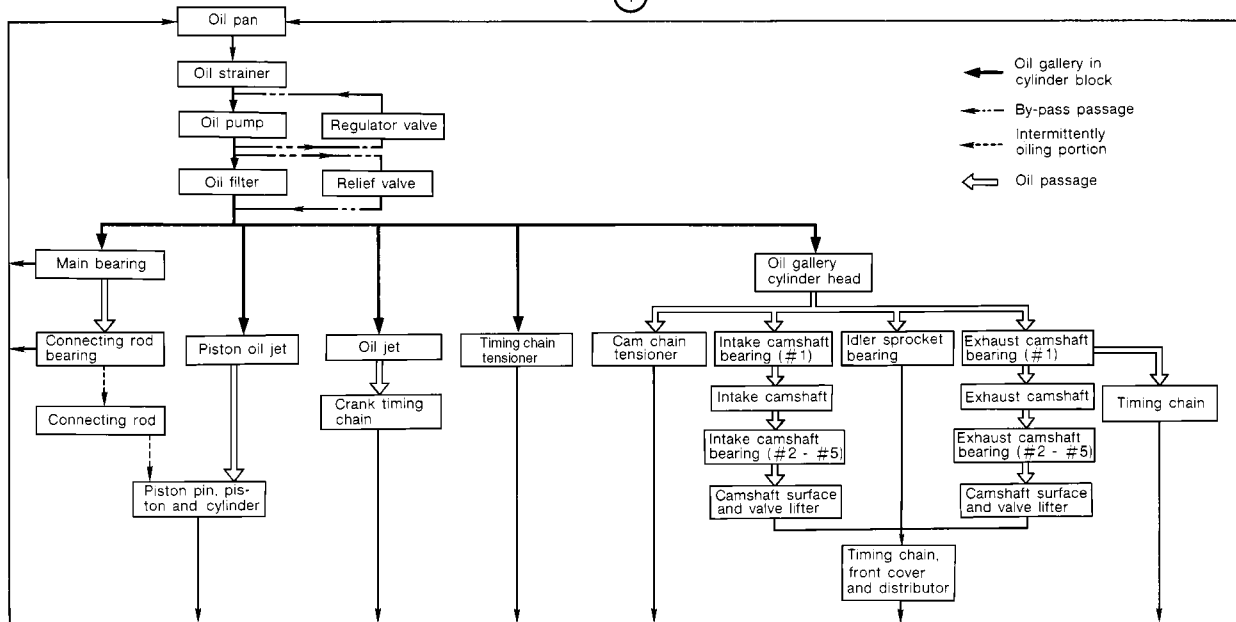 Oil pan
Oil strainer
Oil pump
Regulator valve
Oil filter
Relief valve
Oil gallery in
cylinder block
By-pass passage
Intermittently
oiling portion
Oil passage
Main bearing
Oil gallery
cylinder head
Connecting rod
bearing
Piston oil jet
Oil jet
Timing chain
tensioner
Cam chain
tensioner
Intake camshaft
bearing (#1)
Idler sprocket
bearing
Exhaust camshaft
bearing (#1)
Connecting rod
Crank timing
chain
Intake camshaft
Exhaust camshaft
Timing chain
Intake camshaft
bearing (#2 - #5)
Exhaust camshaft
bearing (#2 - #5)
Piston pin, pis-
ton and cylinder
Camshaft surface
and valve lifter
Camshaft surface
and valve lifter
Timing chain,
front cover
and distributor